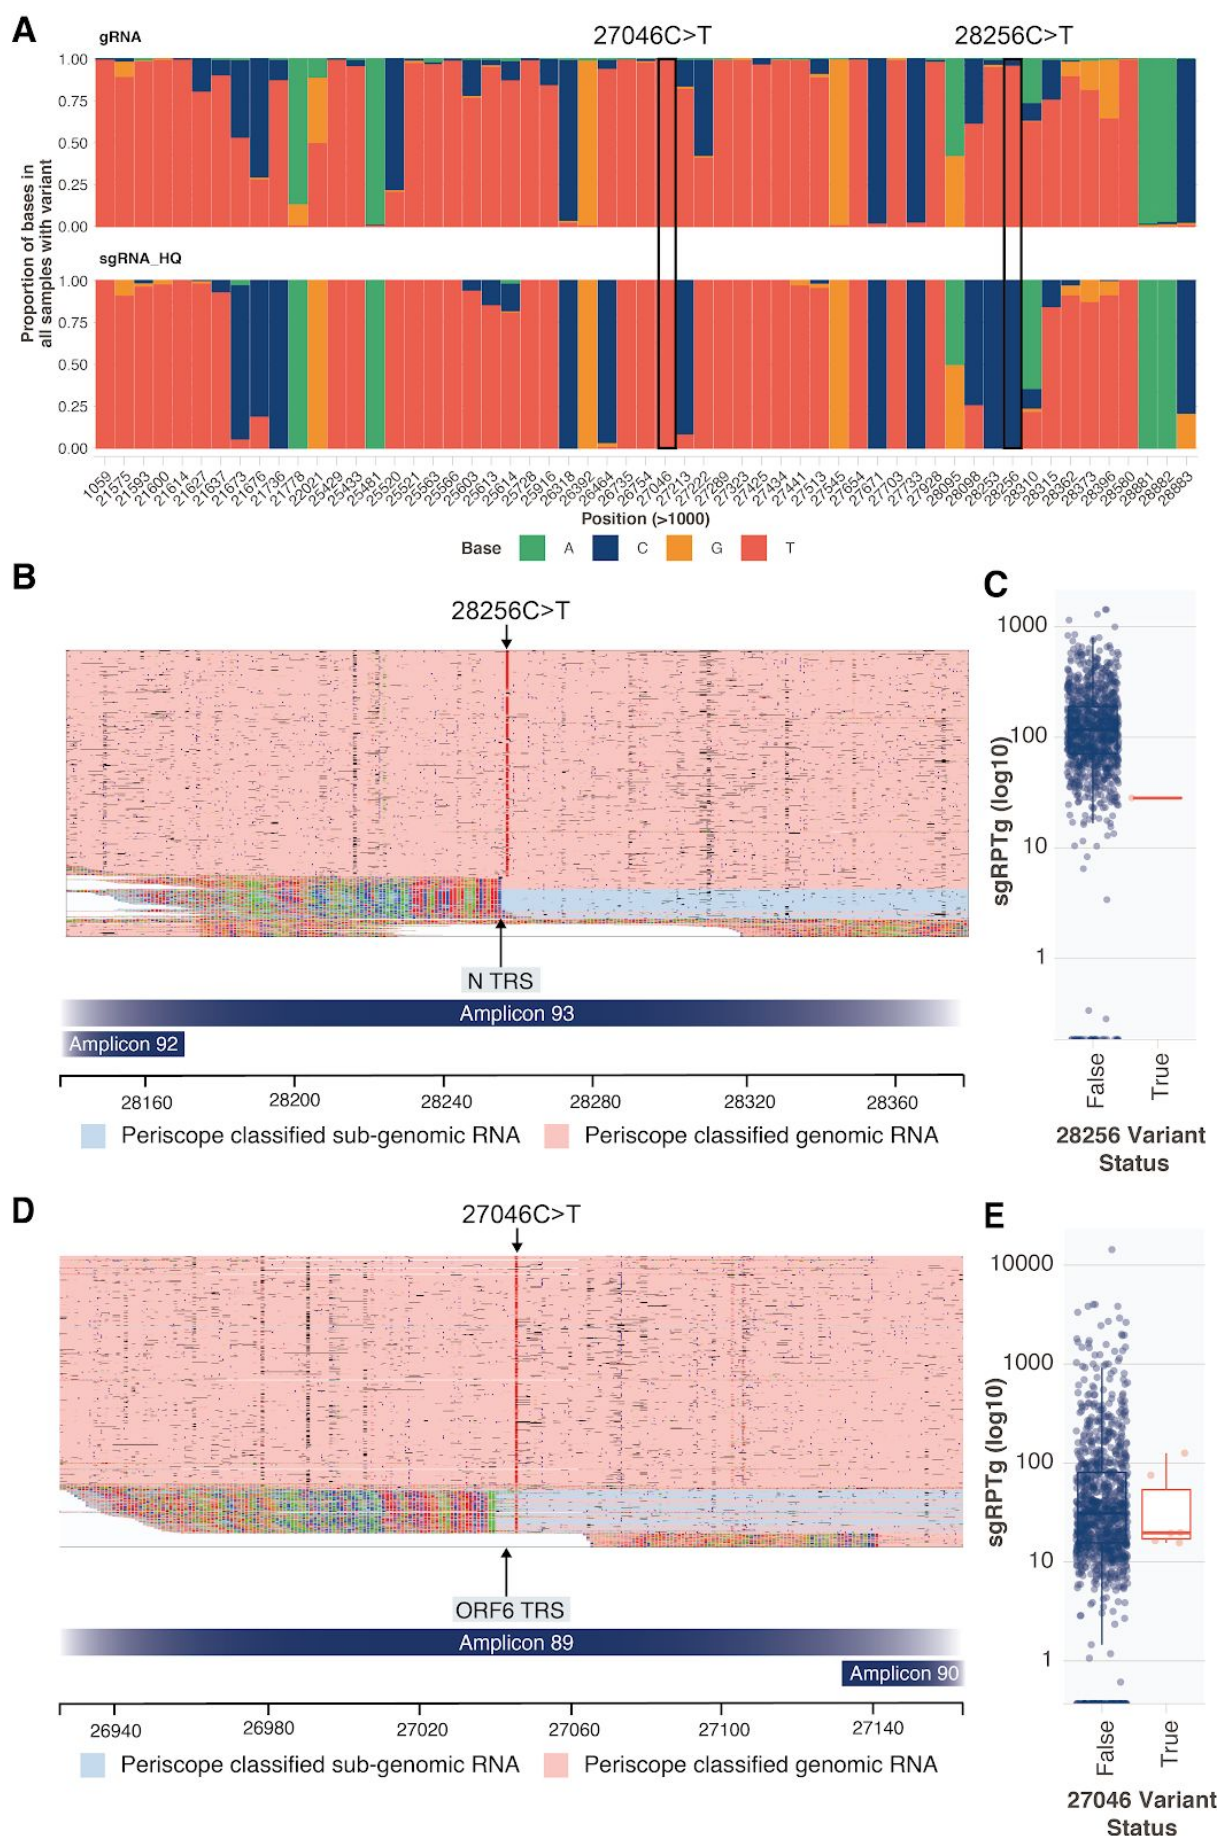 A
gRNA
27046C>T
28256C>T
1.00
0.75
0.50
0.25
0.00
sgRNA_HQ
1.00
0.75
0.50
0.25
0.00
Proportion of bases in
all samples with variant
1059 21575 21593 21600 21614 21627 21637 21673 21676 21736 21778 22021 25429 25433 25481 25520 25521 25563 25566 25603 25613 25614 25728 25916 26318 26392 26464 26735 26754 27046 27213 27222 27289 27323 27425 27434 27441 27513 27545 27654 27671 27703 27733 27928 28095 28098 28253 28256 28310 28915 28362 28373 28396 28580 28881 28882 28883
Position (>1000)
Base A C G T
B
28256C>T
N TRS
Amplicon 93
Amplicon 92
28160 28200 28240 28280 28320 28360
Periscope classified sub-genomic RNA Periscope classified genomic RNA
C
1000
100
10
1
sgRPTg (log10)
False True
28256 Variant
Status
D
27046C>T
ORF6 TRS
Amplicon 89
Amplicon 90
26940 26980 27020 27060 27100 27140
Periscope classified sub-genomic RNA Periscope classified genomic RNA
E
10000
1000
100
10
1
sgRPTg (log10)
False True
27046 Variant
Status